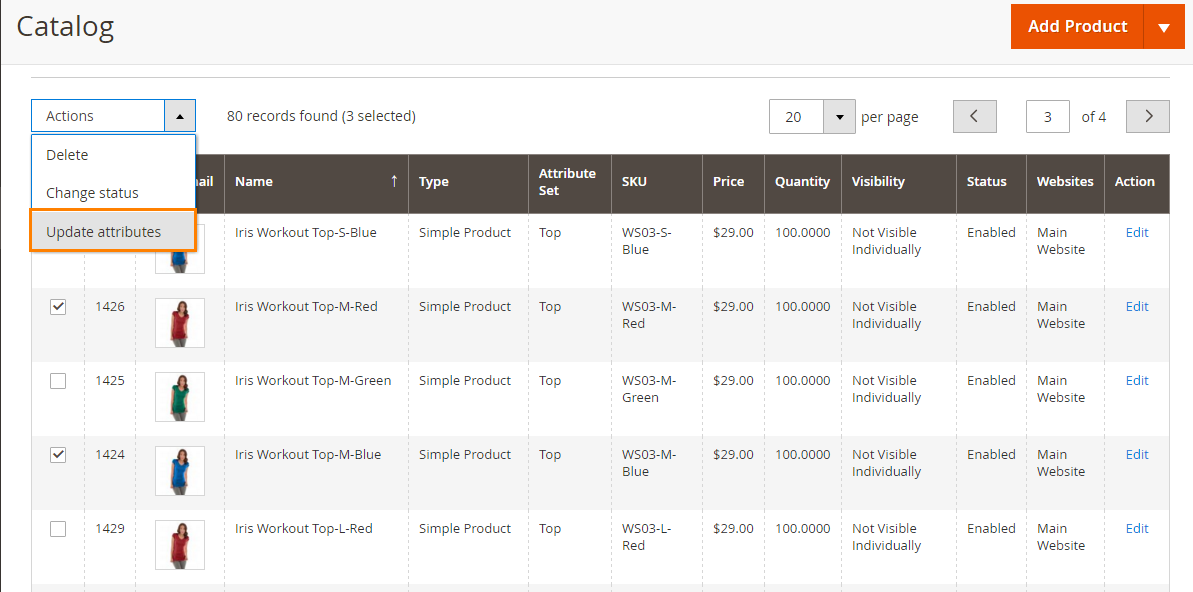 Catalog
Add Product
Actions
80 records found (3 selected)
20
per page
3
of 4
Delete
Change status
Update attributes
Name
Type
Attribute
Set
SKU
Price
Quantity
Visibility
Status
Websites
Action
Iris Workout Top-S-Blue
Simple Product
Top
WS03-S-
Blue
$29.00
100.0000
Not Visible
Individually
Enabled
Main
Website
Edit
1426
Iris Workout Top-M-Red
Simple Product
Top
WS03-M-
Red
$29.00
100.0000
Not Visible
Individually
Enabled
Main
Website
Edit
1425
Iris Workout Top-M-Green
Simple Product
Top
WS03-M-
Green
$29.00
100.0000
Not Visible
Individually
Enabled
Main
Website
Edit
1424
Iris Workout Top-M-Blue
Simple Product
Top
WS03-M-
Blue
$29.00
100.0000
Not Visible
Individually
Enabled
Main
Website
Edit
1429
Iris Workout Top-L-Red
Simple Product
Top
WS03-L-
Red
$29.00
100.0000
Not Visible
Individually
Enabled
Main
Website
Edit